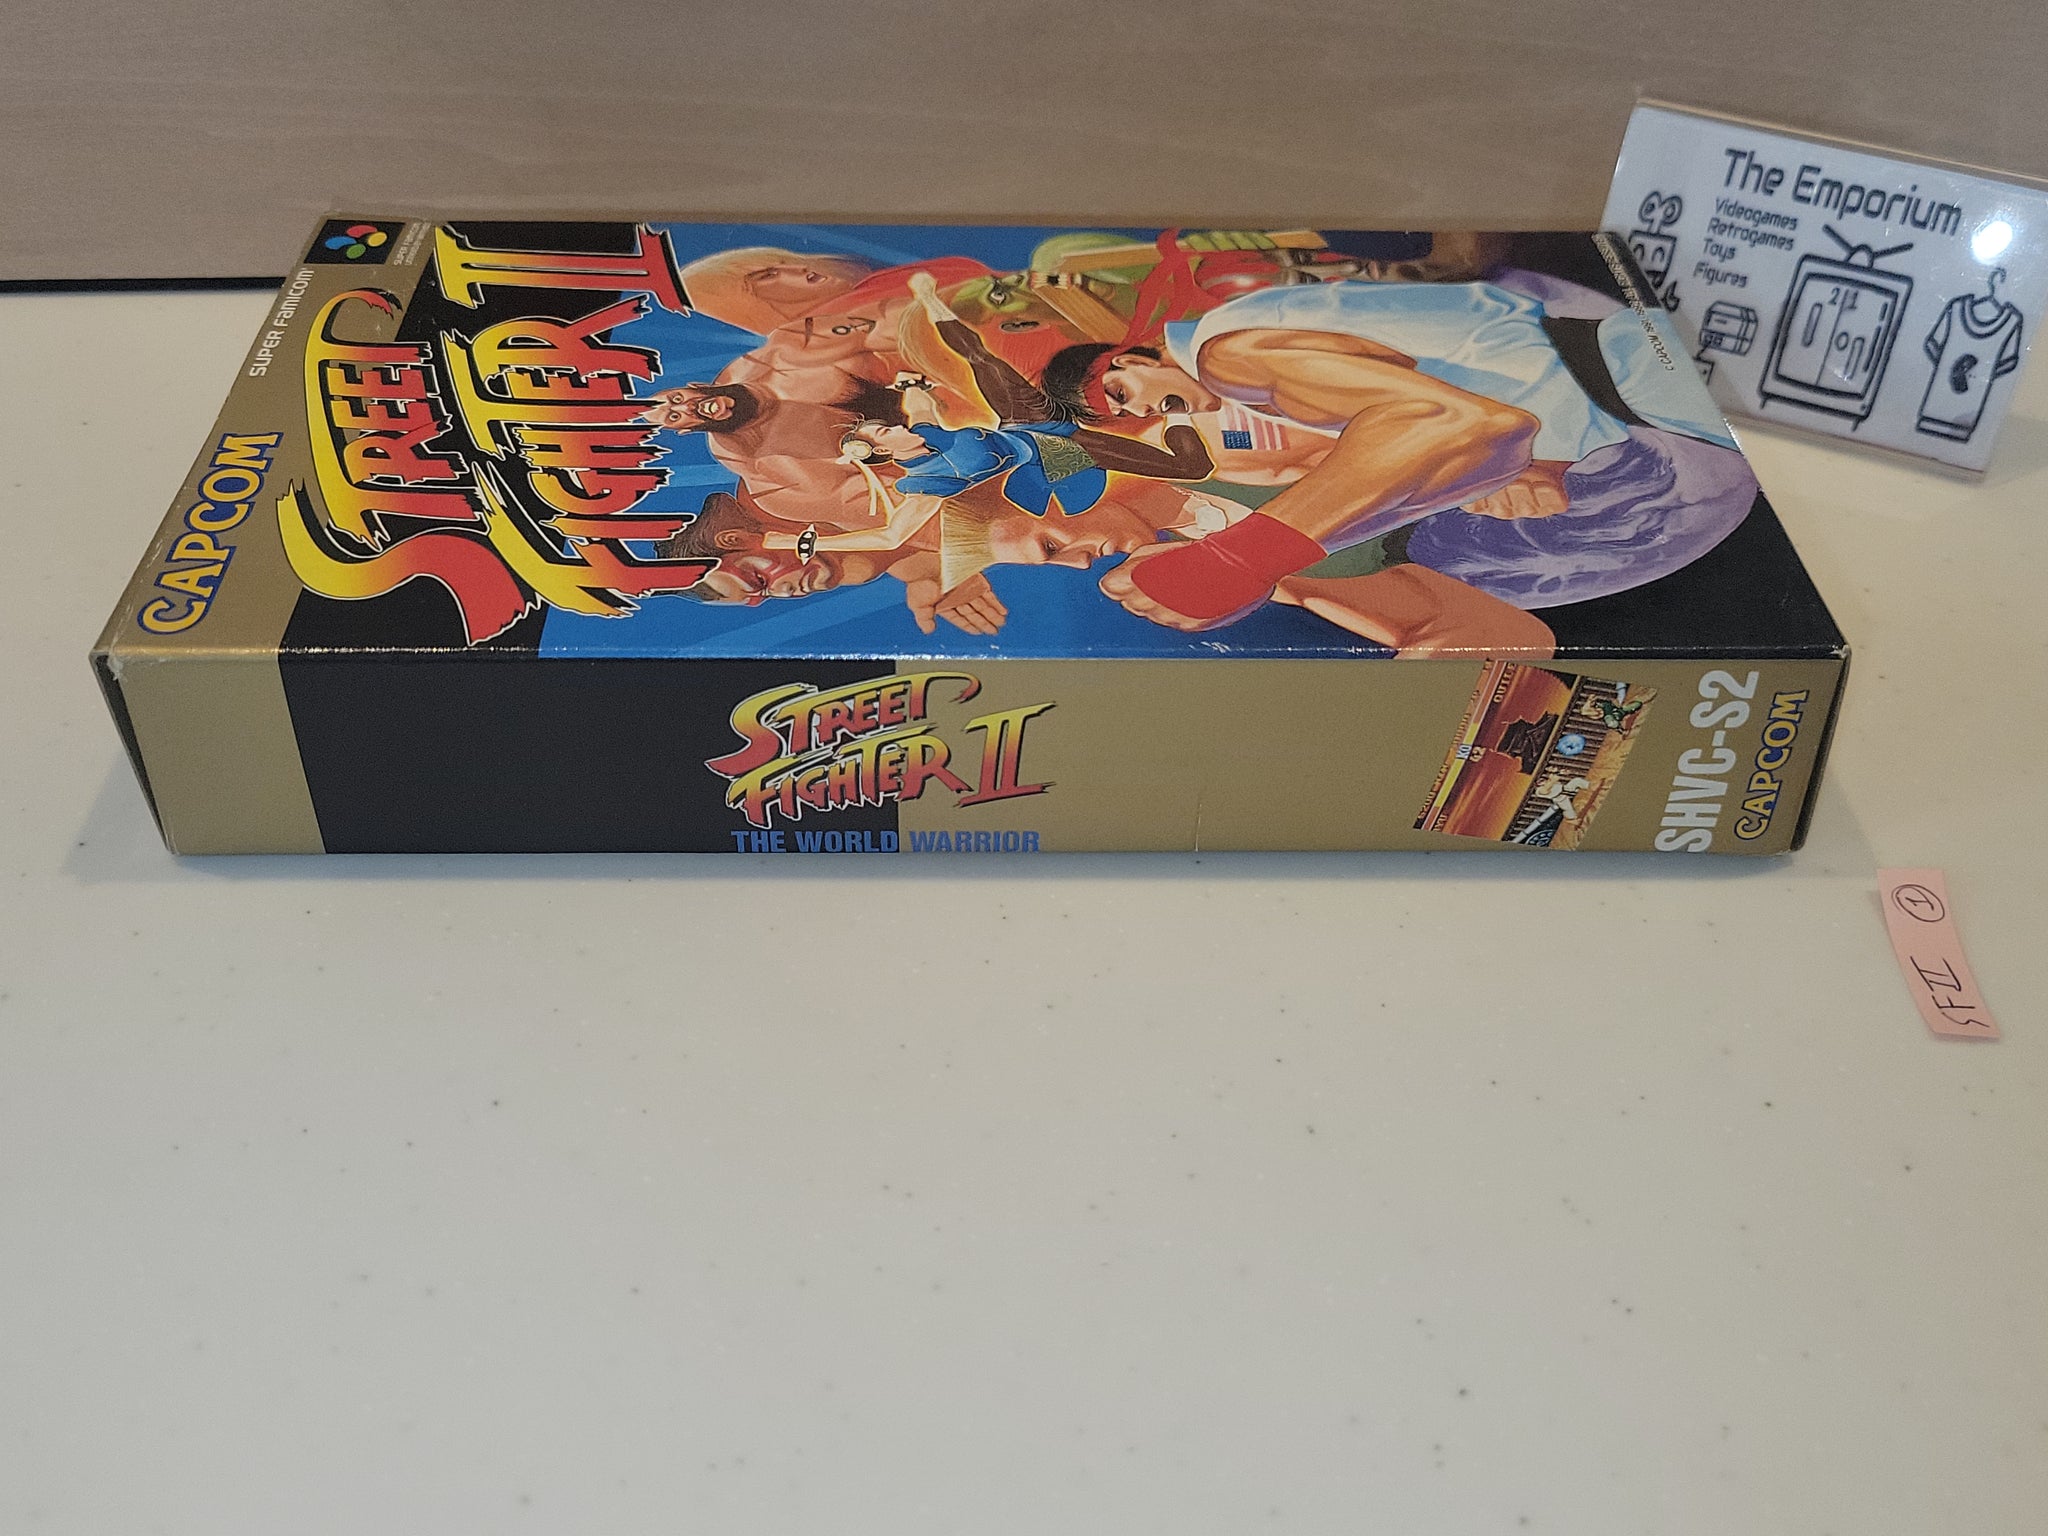 SUPER FAMICOM
CAPCOM
STREET
FIGHTER II
STREET
FIGHTER II
THE WORLD WARRIOR
SHVC-S2
CAPCOM
The Emporium
Videogames
Retrogames
Toys
Figures
SFII 1